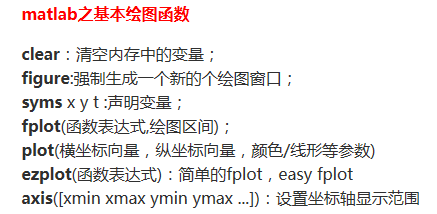 matlab之基本绘图函数
clear：清空内存中的变量；
figure:强制生成一个新的个绘图窗口；
syms x y t :声明变量；
fplot(函数表达式,绘图区间)；
plot(横坐标向量，纵坐标向量，颜色/线形等参数)
ezplot(函数表达式)：简单的fplot，easy fplot
axis([xmin xmax ymin ymax ...])：设置坐标轴显示范围